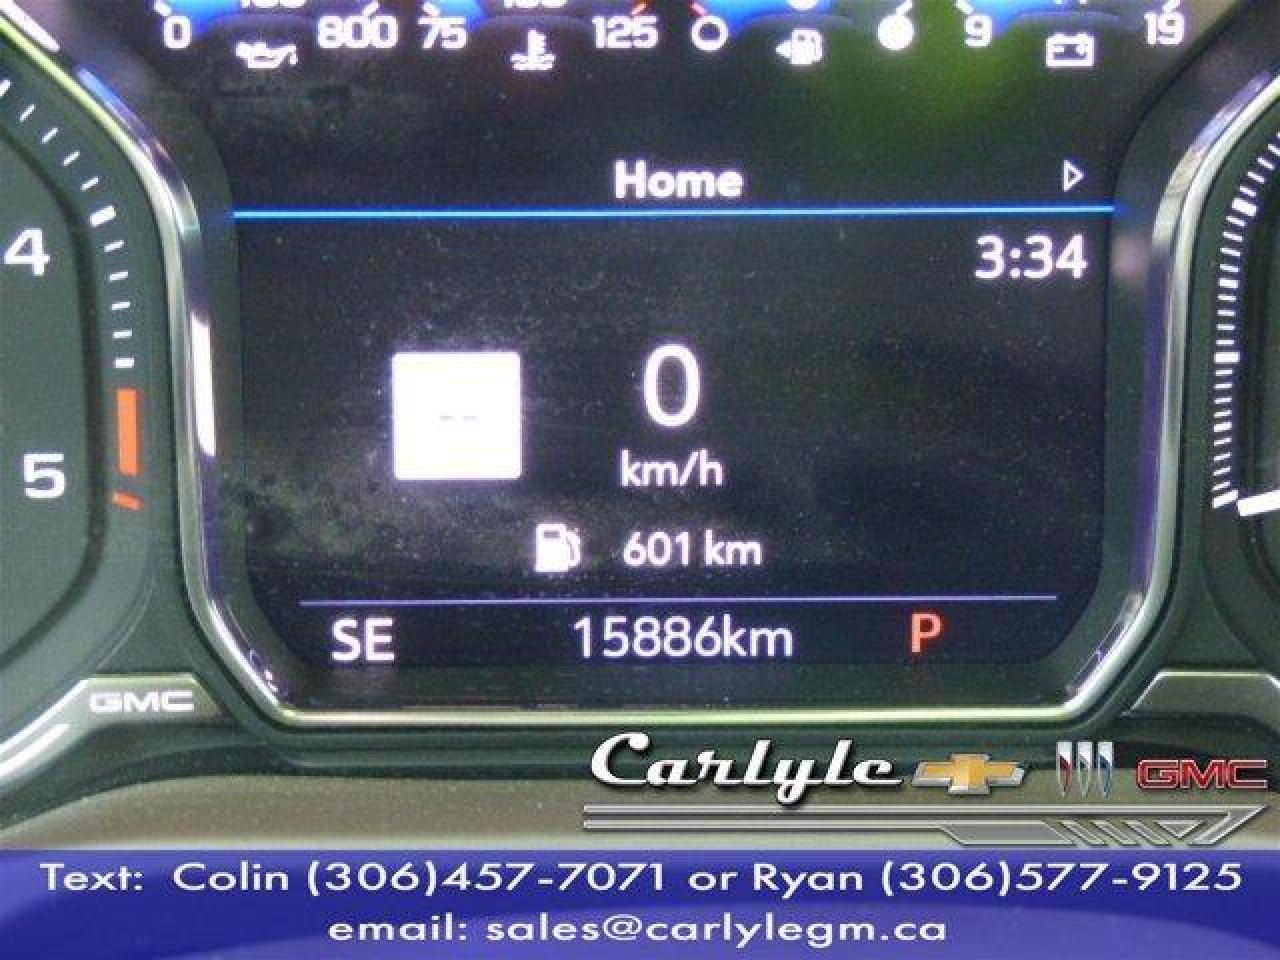 0 800 75 125 9 19
Home
3:34
4
0
km/h
5
601 km
SE 15886km P
GMC
Carlyle GMC
Text: Colin (306)457-7071 or Ryan (306)577-9125
email: sales@carlylegm.ca